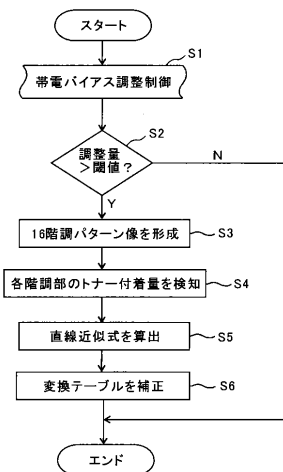 スタート
S1
帯電バイアス調整制御
S2
調整量
>閾値?
N
Y
16階調パターン像を形成
S3
各階調部のトナー付着量を検知
S4
直線近似式を算出
S5
変換テーブルを補正
S6
エンド